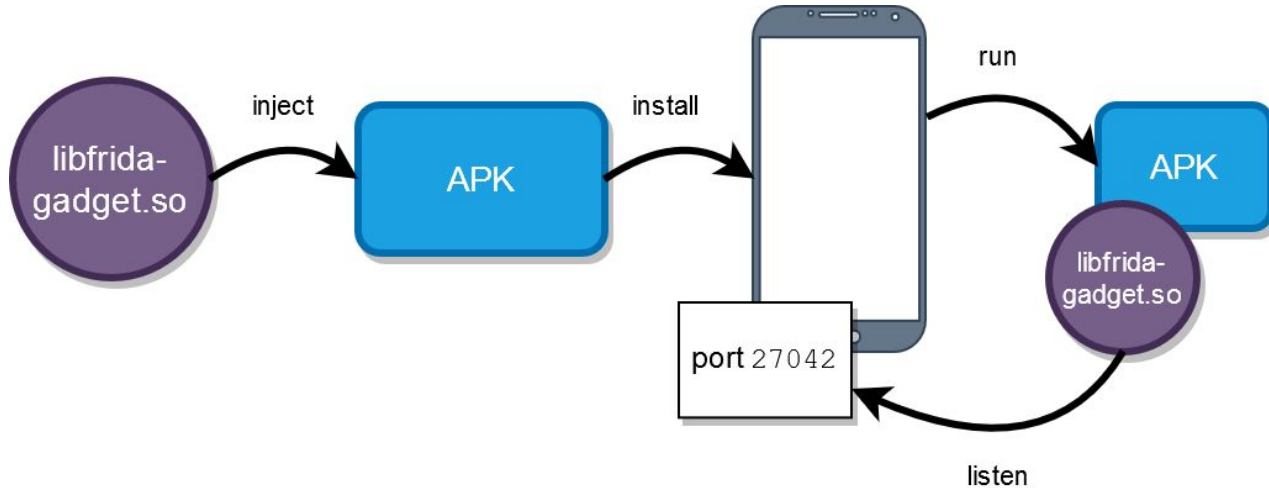 libfrida-
gadget.so
inject
APK
install
port 27042
run
APK
libfrida-
gadget.so
listen